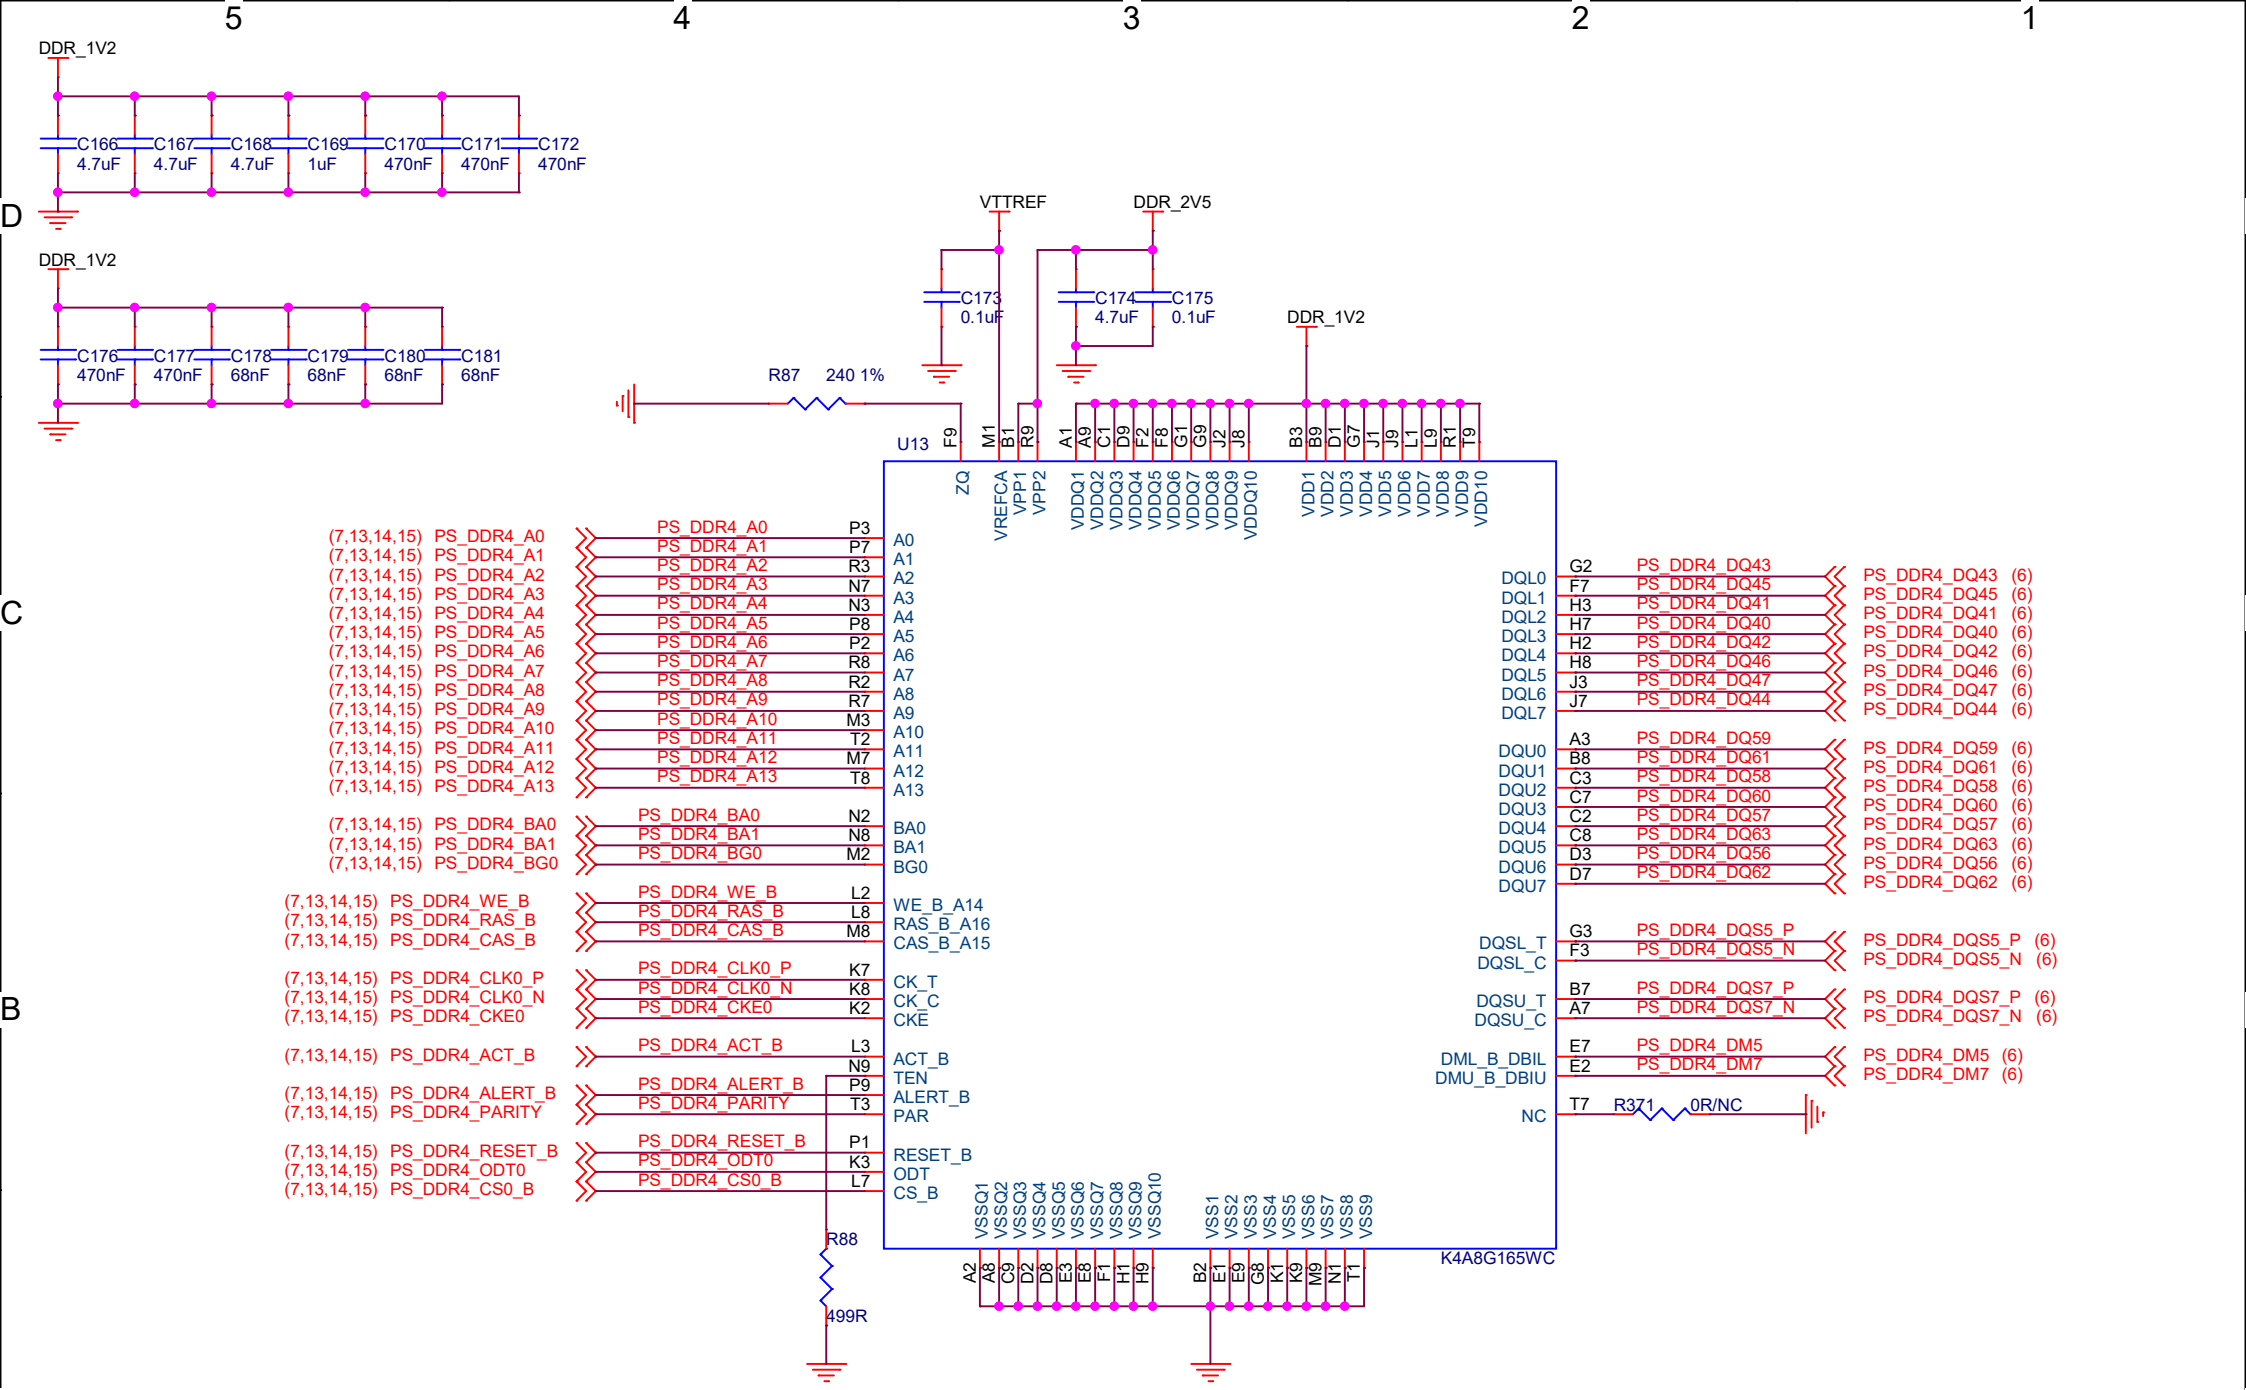 5 4 3 2 1
DDR_1V2
C166 C167 C168 C169 C170 C171 C172
4.7uF 4.7uF 4.7uF 1uF 470nF 470nF 470nF
D
VTTREF DDR_2V5
DDR_1V2
C173 C174 C175
0.1uF 4.7uF 0.1uF
DDR_1V2
C176 C177 C178 C179 C180 C181
470nF 470nF 68nF 68nF 68nF 68nF
R87 240 1%
U13
F9 M1 B1 R9 A1 A9 C1 D9 F2 F8 G1 G9 J2 J8 B3 B9 D1 G7 J1 J9 L1 L9 R1 T9
ZQ VREFCA VPP1 VPP2 VDDQ1 VDDQ2 VDDQ3 VDDQ4 VDDQ5 VDDQ6 VDDQ7 VDDQ8 VDDQ9 VDDQ10 VDD1 VDD2 VDD3 VDD4 VDD5 VDD6 VDD7 VDD8 VDD9 VDD10
(7,13,14,15) PS_DDR4_A0 PS_DDR4_A0 P3 A0
(7,13,14,15) PS_DDR4_A1 PS_DDR4_A1 P7 A1
(7,13,14,15) PS_DDR4_A2 PS_DDR4_A2 R3 A2
(7,13,14,15) PS_DDR4_A3 PS_DDR4_A3 N7 A3
(7,13,14,15) PS_DDR4_A4 PS_DDR4_A4 N3 A4
(7,13,14,15) PS_DDR4_A5 PS_DDR4_A5 P8 A5
(7,13,14,15) PS_DDR4_A6 PS_DDR4_A6 P2 A6
(7,13,14,15) PS_DDR4_A7 PS_DDR4_A7 R8 A7
(7,13,14,15) PS_DDR4_A8 PS_DDR4_A8 R2 A8
(7,13,14,15) PS_DDR4_A9 PS_DDR4_A9 R7 A9
(7,13,14,15) PS_DDR4_A10 PS_DDR4_A10 M3 A10
(7,13,14,15) PS_DDR4_A11 PS_DDR4_A11 T2 A11
(7,13,14,15) PS_DDR4_A12 PS_DDR4_A12 M7 A12
(7,13,14,15) PS_DDR4_A13 PS_DDR4_A13 T8 A13
(7,13,14,15) PS_DDR4_BA0 PS_DDR4_BA0 N2 BA0
(7,13,14,15) PS_DDR4_BA1 PS_DDR4_BA1 N8 BA1
(7,13,14,15) PS_DDR4_BG0 PS_DDR4_BG0 M2 BG0
(7,13,14,15) PS_DDR4_WE_B PS_DDR4_WE_B L2 WE_B_A14
(7,13,14,15) PS_DDR4_RAS_B PS_DDR4_RAS_B L8 RAS_B_A16
(7,13,14,15) PS_DDR4_CAS_B PS_DDR4_CAS_B M8 CAS_B_A15
(7,13,14,15) PS_DDR4_CLK0_P PS_DDR4_CLK0_P K7 CK_T
(7,13,14,15) PS_DDR4_CLK0_N PS_DDR4_CLK0_N K8 CK_C
(7,13,14,15) PS_DDR4_CKE0 PS_DDR4_CKE0 K2 CKE
(7,13,14,15) PS_DDR4_ACT_B PS_DDR4_ACT_B L3 ACT_B
N9 TEN
(7,13,14,15) PS_DDR4_ALERT_B PS_DDR4_ALERT_B P9 ALERT_B
(7,13,14,15) PS_DDR4_PARITY PS_DDR4_PARITY T3 PAR
(7,13,14,15) PS_DDR4_RESET_B PS_DDR4_RESET_B P1 RESET_B
(7,13,14,15) PS_DDR4_ODT0 PS_DDR4_ODT0 K3 ODT
(7,13,14,15) PS_DDR4_CS0_B PS_DDR4_CS0_B L7 CS_B
C
B
DQL0 G2 PS_DDR4_DQ43 PS_DDR4_DQ43 (6)
DQL1 F7 PS_DDR4_DQ45 PS_DDR4_DQ45 (6)
DQL2 H3 PS_DDR4_DQ41 PS_DDR4_DQ41 (6)
DQL3 H7 PS_DDR4_DQ40 PS_DDR4_DQ40 (6)
DQL4 H2 PS_DDR4_DQ42 PS_DDR4_DQ42 (6)
DQL5 H8 PS_DDR4_DQ46 PS_DDR4_DQ46 (6)
DQL6 J3 PS_DDR4_DQ47 PS_DDR4_DQ47 (6)
DQL7 J7 PS_DDR4_DQ44 PS_DDR4_DQ44 (6)
DQU0 A3 PS_DDR4_DQ59 PS_DDR4_DQ59 (6)
DQU1 B8 PS_DDR4_DQ61 PS_DDR4_DQ61 (6)
DQU2 C3 PS_DDR4_DQ58 PS_DDR4_DQ58 (6)
DQU3 C7 PS_DDR4_DQ60 PS_DDR4_DQ60 (6)
DQU4 C2 PS_DDR4_DQ57 PS_DDR4_DQ57 (6)
DQU5 C8 PS_DDR4_DQ63 PS_DDR4_DQ63 (6)
DQU6 D3 PS_DDR4_DQ56 PS_DDR4_DQ56 (6)
DQU7 D7 PS_DDR4_DQ62 PS_DDR4_DQ62 (6)
DQSL_T G3 PS_DDR4_DQS5_P PS_DDR4_DQS5_P (6)
DQSL_C F3 PS_DDR4_DQS5_N PS_DDR4_DQS5_N (6)
DQSU_T B7 PS_DDR4_DQS7_P PS_DDR4_DQS7_P (6)
DQSU_C A7 PS_DDR4_DQS7_N PS_DDR4_DQS7_N (6)
DML_B_DBIL E7 PS_DDR4_DM5 PS_DDR4_DM5 (6)
DMU_B_DBIU E2 PS_DDR4_DM7 PS_DDR4_DM7 (6)
NC T7 R371 0R/NC
VSSQ1 VSSQ2 VSSQ3 VSSQ4 VSSQ5 VSSQ6 VSSQ7 VSSQ8 VSSQ9 VSSQ10 VSS1 VSS2 VSS3 VSS4 VSS5 VSS6 VSS7 VSS8 VSS9
R88
K4A8G165WC
A2 A8 C9 D2 D8 E3 E8 F1 H1 H9 B2 E1 E9 G8 K1 K9 M9 N1 T1
499R